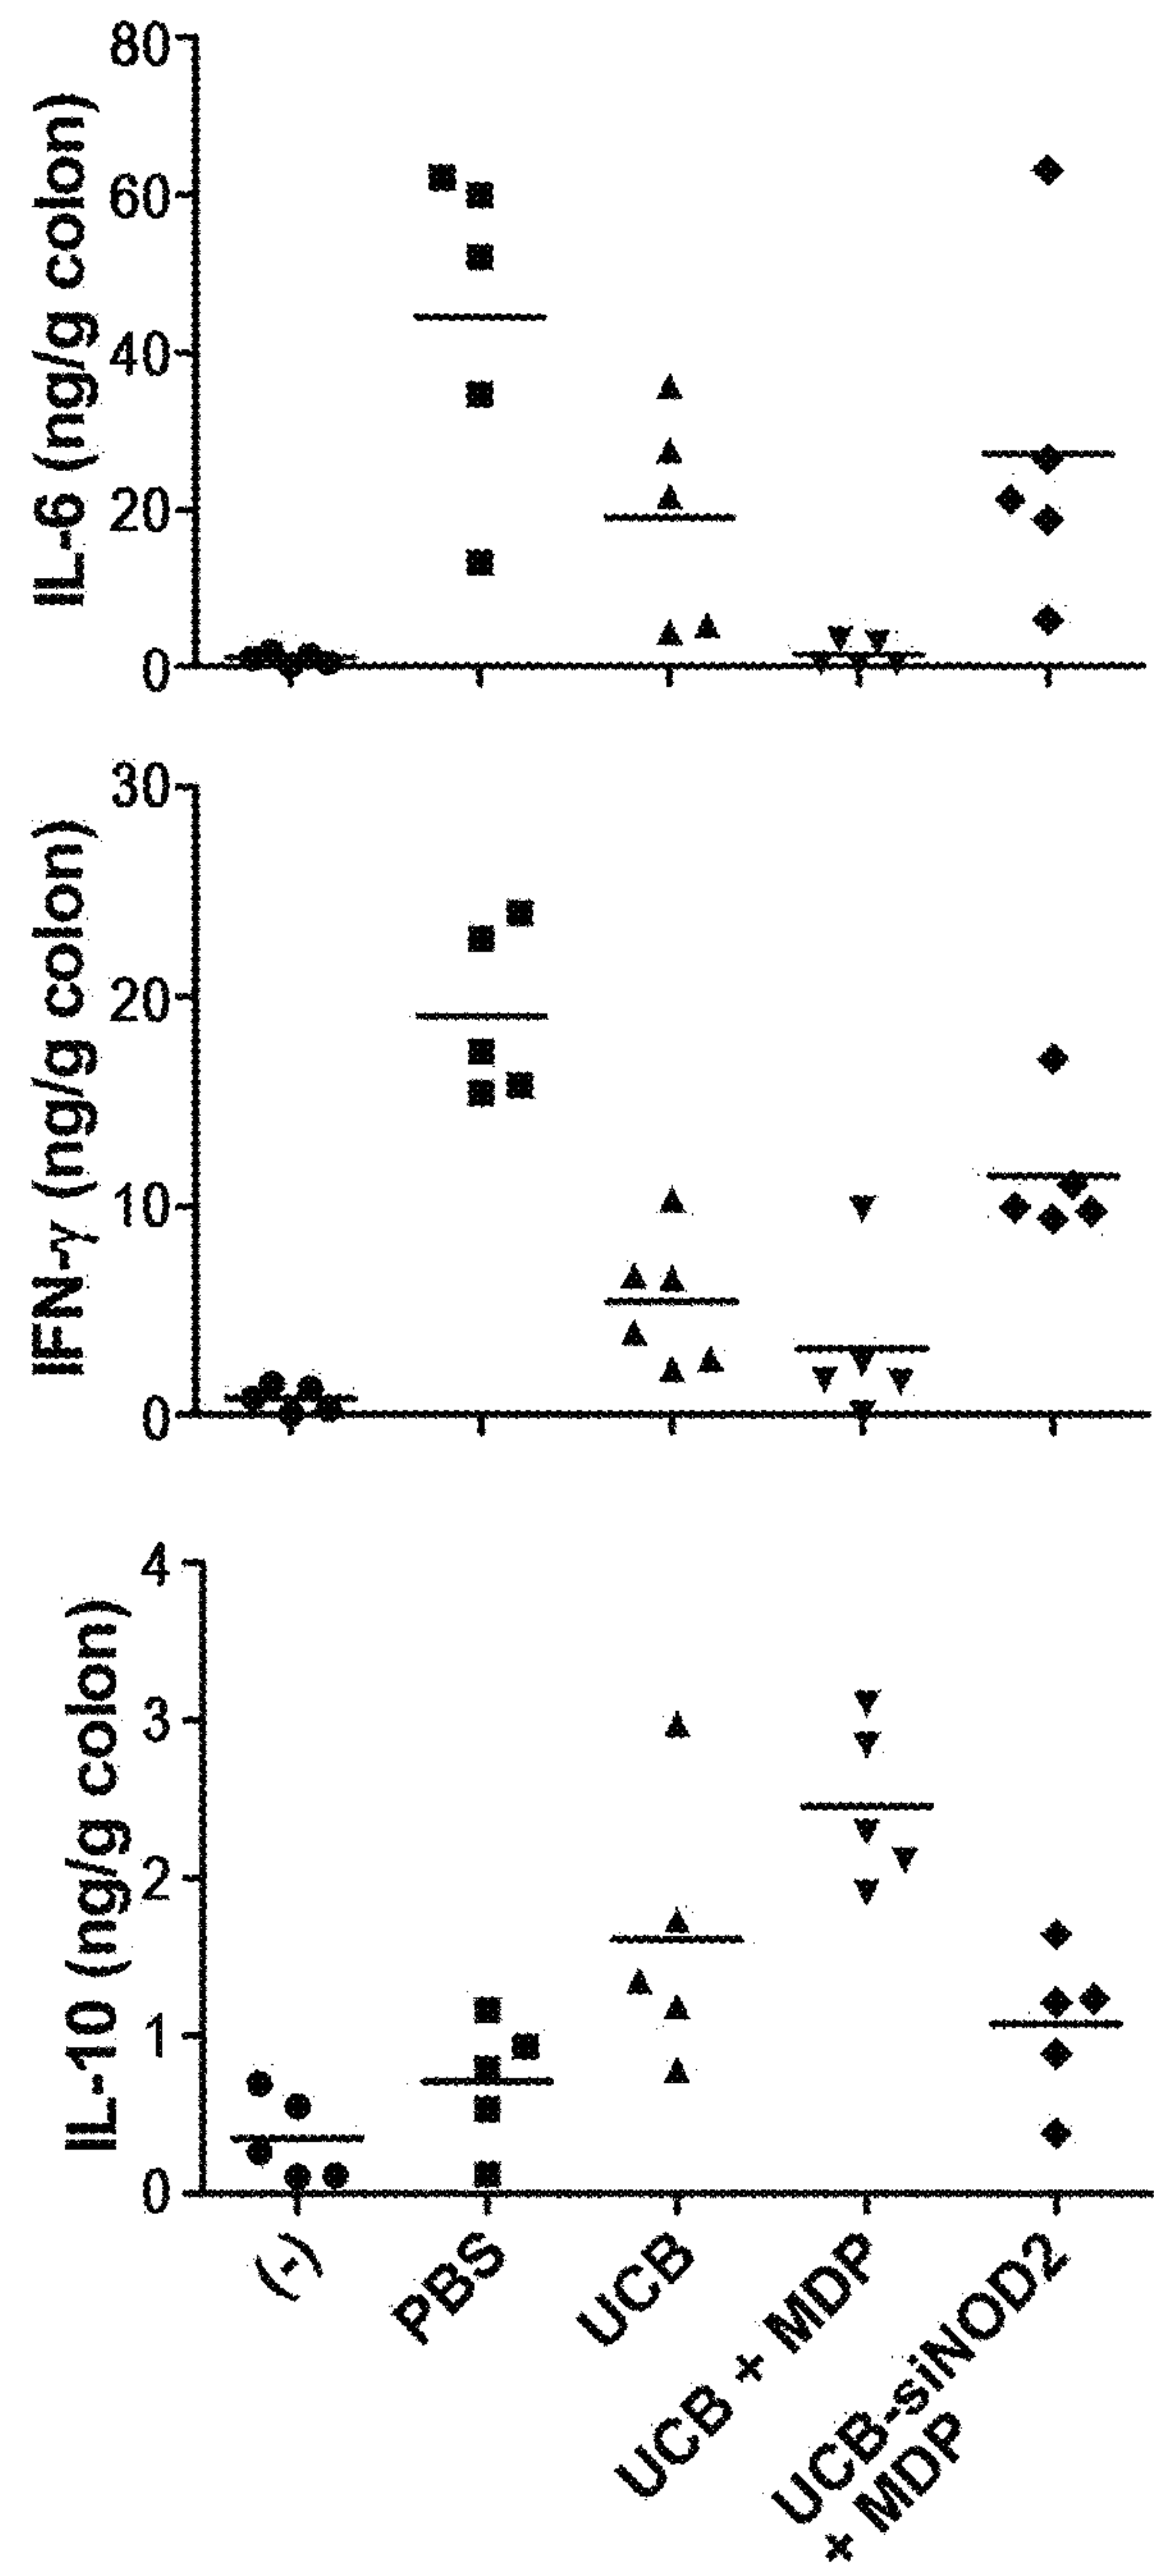 IL-6 (ng/g colon)
80
60
40
20
0
IFN-γ (ng/g colon)
30
20
10
0
IL-10 (ng/g colon)
4
3
2
1
0
(-)
PBS
UCB
UCB + MDP
UCB-siNOD2
+ MDP